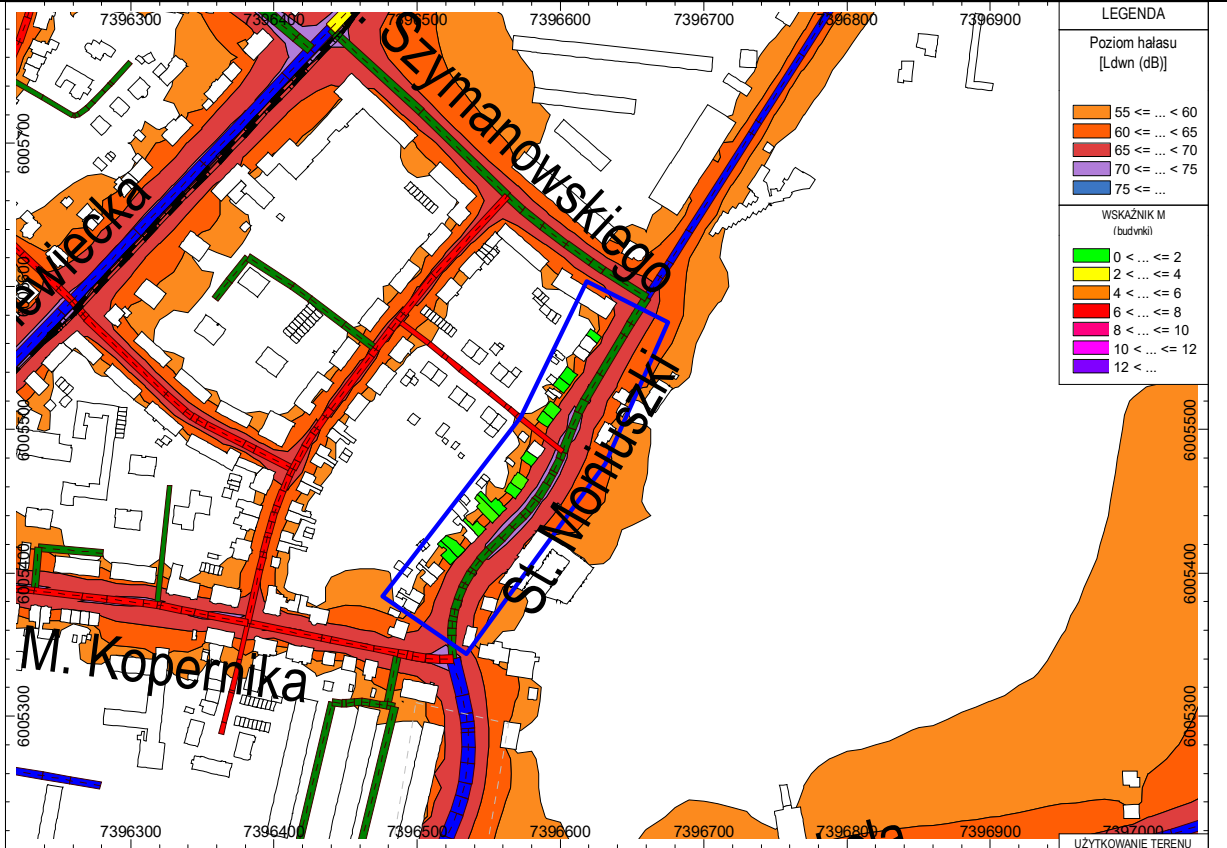 7396300 7396400 7396500 7396600 7396700 7396800 7396900
LEGENDA
Poziom hałasu
[Ldwn (dB)]
55 <= ... < 60
60 <= ... < 65
65 <= ... < 70
70 <= ... < 75
75 <= ...
WSKAŹNIK M
(budynki)
0 < ... <= 2
2 < ... <= 4
4 < ... <= 6
6 < ... <= 8
8 < ... <= 10
10 < ... <= 12
12 < ...
Szymanowskiego
6005700
ewiecka
St. Moniuszki
6005500
6005500
6005400
6005400
M. Kopernika
6005300
6005300
7396300 7396400 7396500 7396600 7396700 7396800 7396900 7397000
UŻYTKOWANIE TERENU